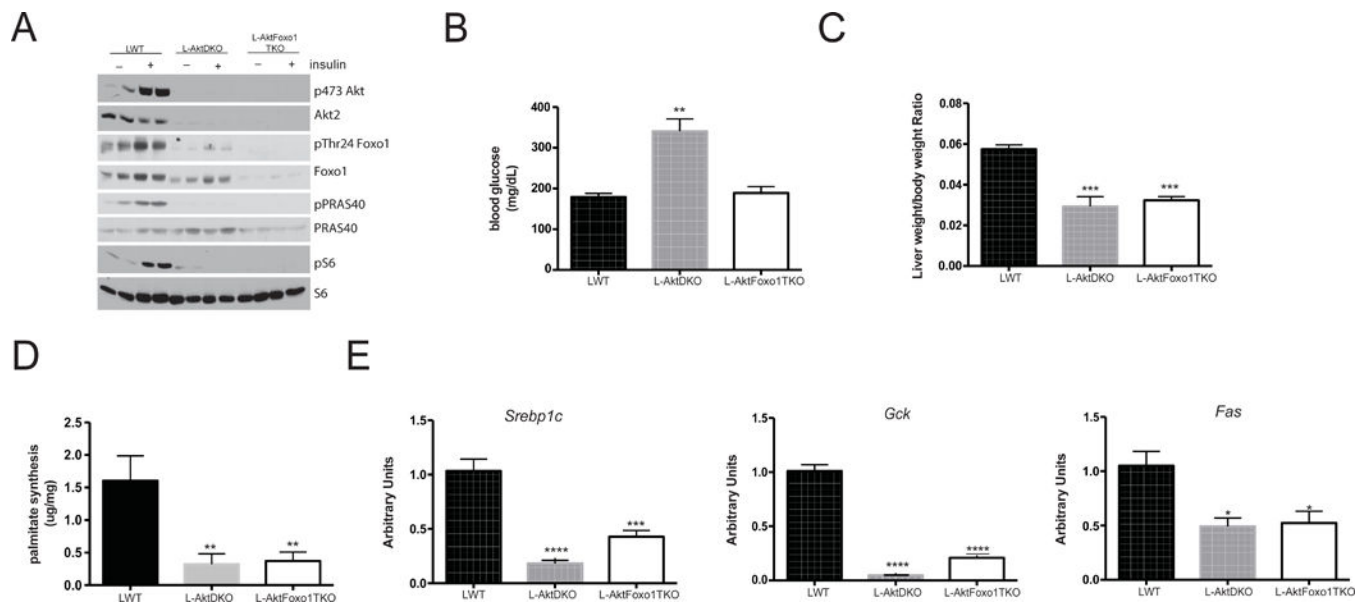 A
L-AktFoxo1
LWT L-AktDKO TKO
– + – + – + insulin
p473 Akt
Akt2
pThr24 Foxo1
Foxo1
pPRAS40
PRAS40
pS6
S6
B
blood glucose
(mg/dL)
400
300
200
100
0
**
LWT L-AktDKO L-AktFoxo1TKO
C
Liver weight/body weight Ratio
0.08
0.06
0.04
0.02
0.00
*** ***
LWT L-AktDKO L-AktFoxo1TKO
D
palmitate synthesis
(ug/mg)
2.5
2.0
1.5
1.0
0.5
0.0
** **
LWT L-AktDKO L-AktFoxo1TKO
E
Srebp1c
Arbitrary Units
1.5
1.0
0.5
0.0
**** ***
LWT L-AktDKO L-AktFoxo1TKO
Gck
Arbitrary Units
1.5
1.0
0.5
0.0
**** ****
LWT L-AktDKO L-AktFoxo1TKO
Fas
Arbitrary Units
1.5
1.0
0.5
0.0
* *
LWT L-AktDKO L-AktFoxo1TKO